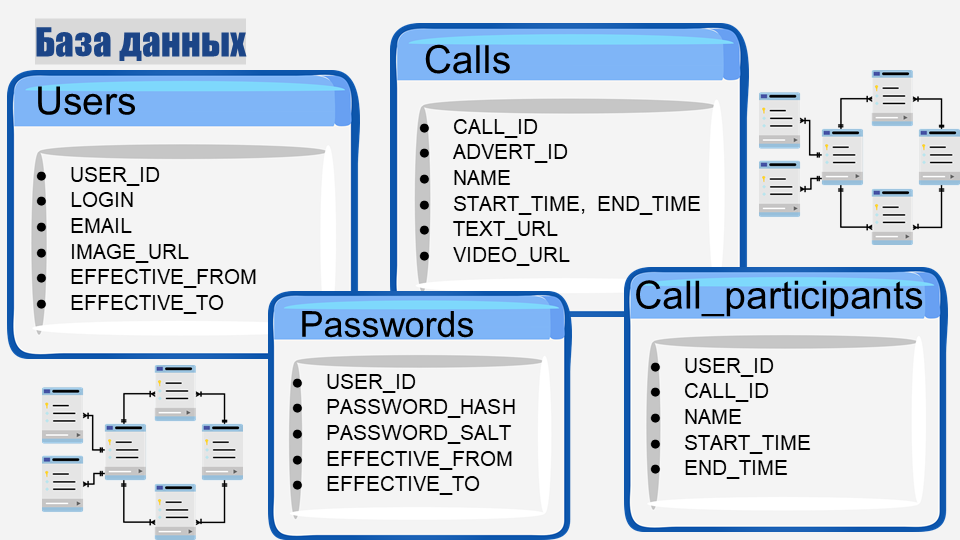 База данных
Users
USER_ID
LOGIN
EMAIL
IMAGE_URL
EFFECTIVE_FROM
EFFECTIVE_TO
Calls
CALL_ID
ADVERT_ID
NAME
START_TIME, END_TIME
TEXT_URL
VIDEO_URL
Passwords
USER_ID
PASSWORD_HASH
PASSWORD_SALT
EFFECTIVE_FROM
EFFECTIVE_TO
Call_participants
USER_ID
CALL_ID
NAME
START_TIME
END_TIME